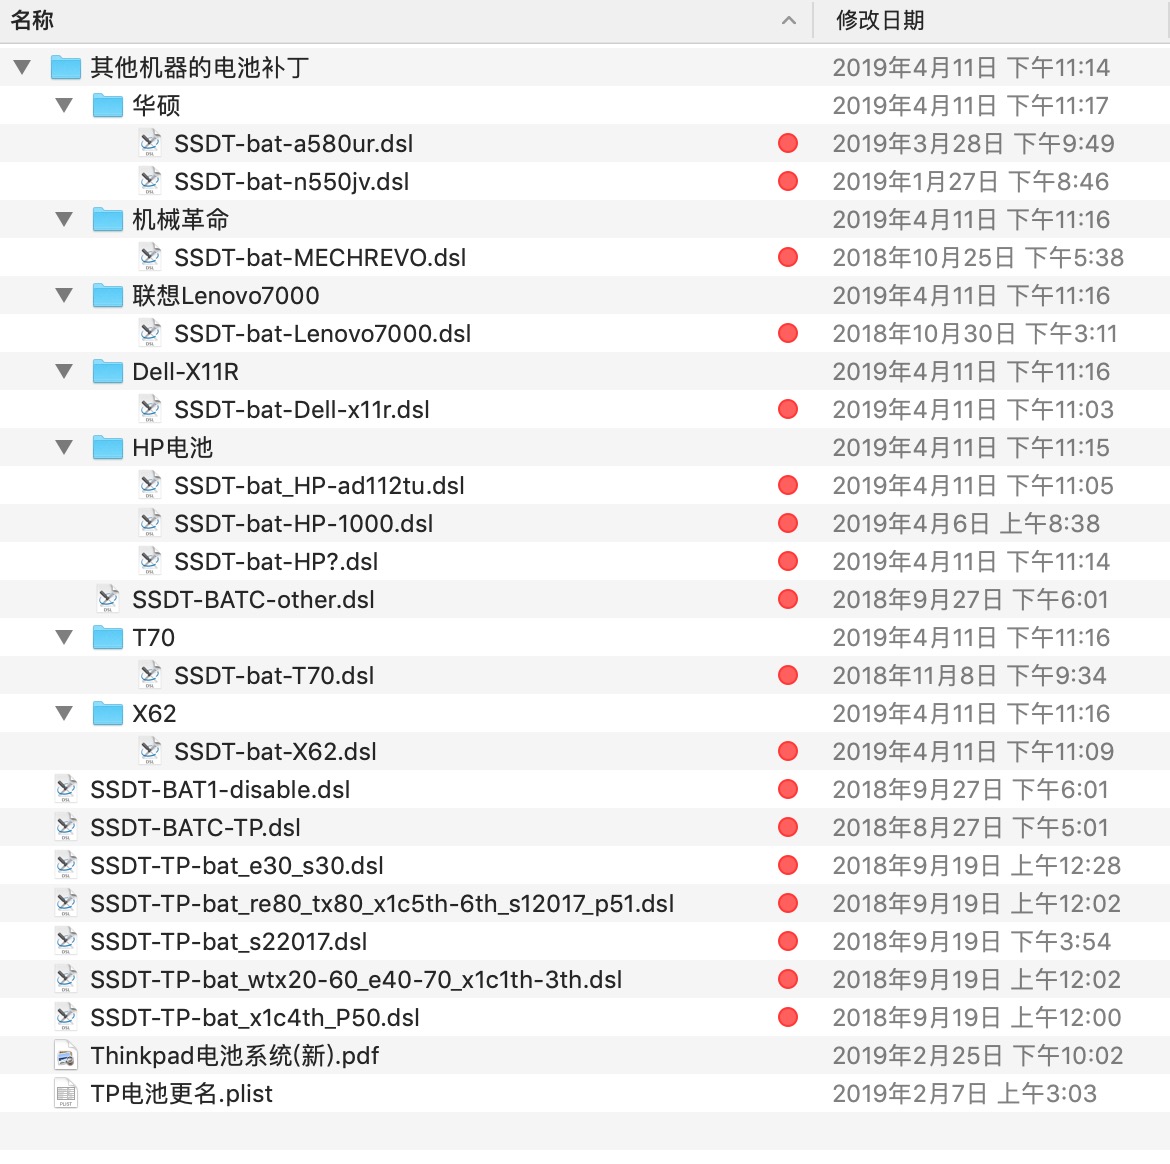 名称 修改日期
其他机器的电池补丁 2019年4月11日 下午11:14
华硕 2019年4月11日 下午11:17
SSDT-bat-a580ur.dsl 2019年3月28日 下午9:49
SSDT-bat-n550jv.dsl 2019年1月27日 下午8:46
机械革命 2019年4月11日 下午11:16
SSDT-bat-MECHREVO.dsl 2018年10月25日 下午5:38
联想Lenovo7000 2019年4月11日 下午11:16
SSDT-bat-Lenovo7000.dsl 2018年10月30日 下午3:11
Dell-X11R 2019年4月11日 下午11:16
SSDT-bat-Dell-x11r.dsl 2019年4月11日 下午11:03
HP电池 2019年4月11日 下午11:15
SSDT-bat_HP-ad112tu.dsl 2019年4月11日 下午11:05
SSDT-bat-HP-1000.dsl 2019年4月6日 上午8:38
SSDT-bat-HP?.dsl 2019年4月11日 下午11:14
SSDT-BATC-other.dsl 2018年9月27日 下午6:01
T70 2019年4月11日 下午11:16
SSDT-bat-T70.dsl 2018年11月8日 下午9:34
X62 2019年4月11日 下午11:16
SSDT-bat-X62.dsl 2019年4月11日 下午11:09
SSDT-BAT1-disable.dsl 2018年9月27日 下午6:01
SSDT-BATC-TP.dsl 2018年8月27日 下午5:01
SSDT-TP-bat_e30_s30.dsl 2018年9月19日 上午12:28
SSDT-TP-bat_re80_tx80_x1c5th-6th_s12017_p51.dsl 2018年9月19日 上午12:02
SSDT-TP-bat_s22017.dsl 2018年9月19日 下午3:54
SSDT-TP-bat_wtx20-60_e40-70_x1c1th-3th.dsl 2018年9月19日 上午12:02
SSDT-TP-bat_x1c4th_P50.dsl 2018年9月19日 上午12:00
Thinkpad电池系统(新).pdf 2019年2月25日 下午10:02
TP电池更名.plist 2019年2月7日 上午3:03